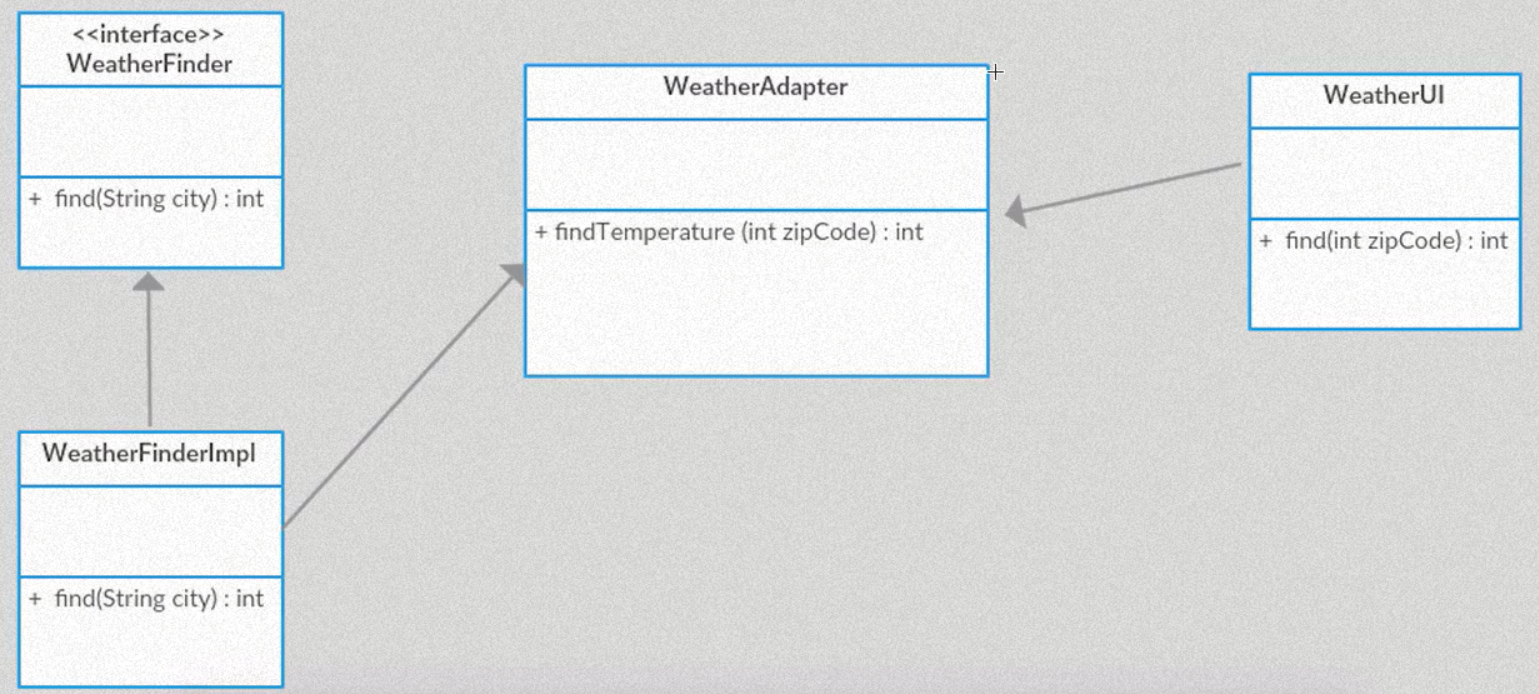 <<interface>>
WeatherFinder
+ find(String city) : int
WeatherAdapter
+ findTemperature (int zipCode) : int
WeatherUI
+ find(int zipCode) : int
WeatherFinderImpl
+ find(String city) : int